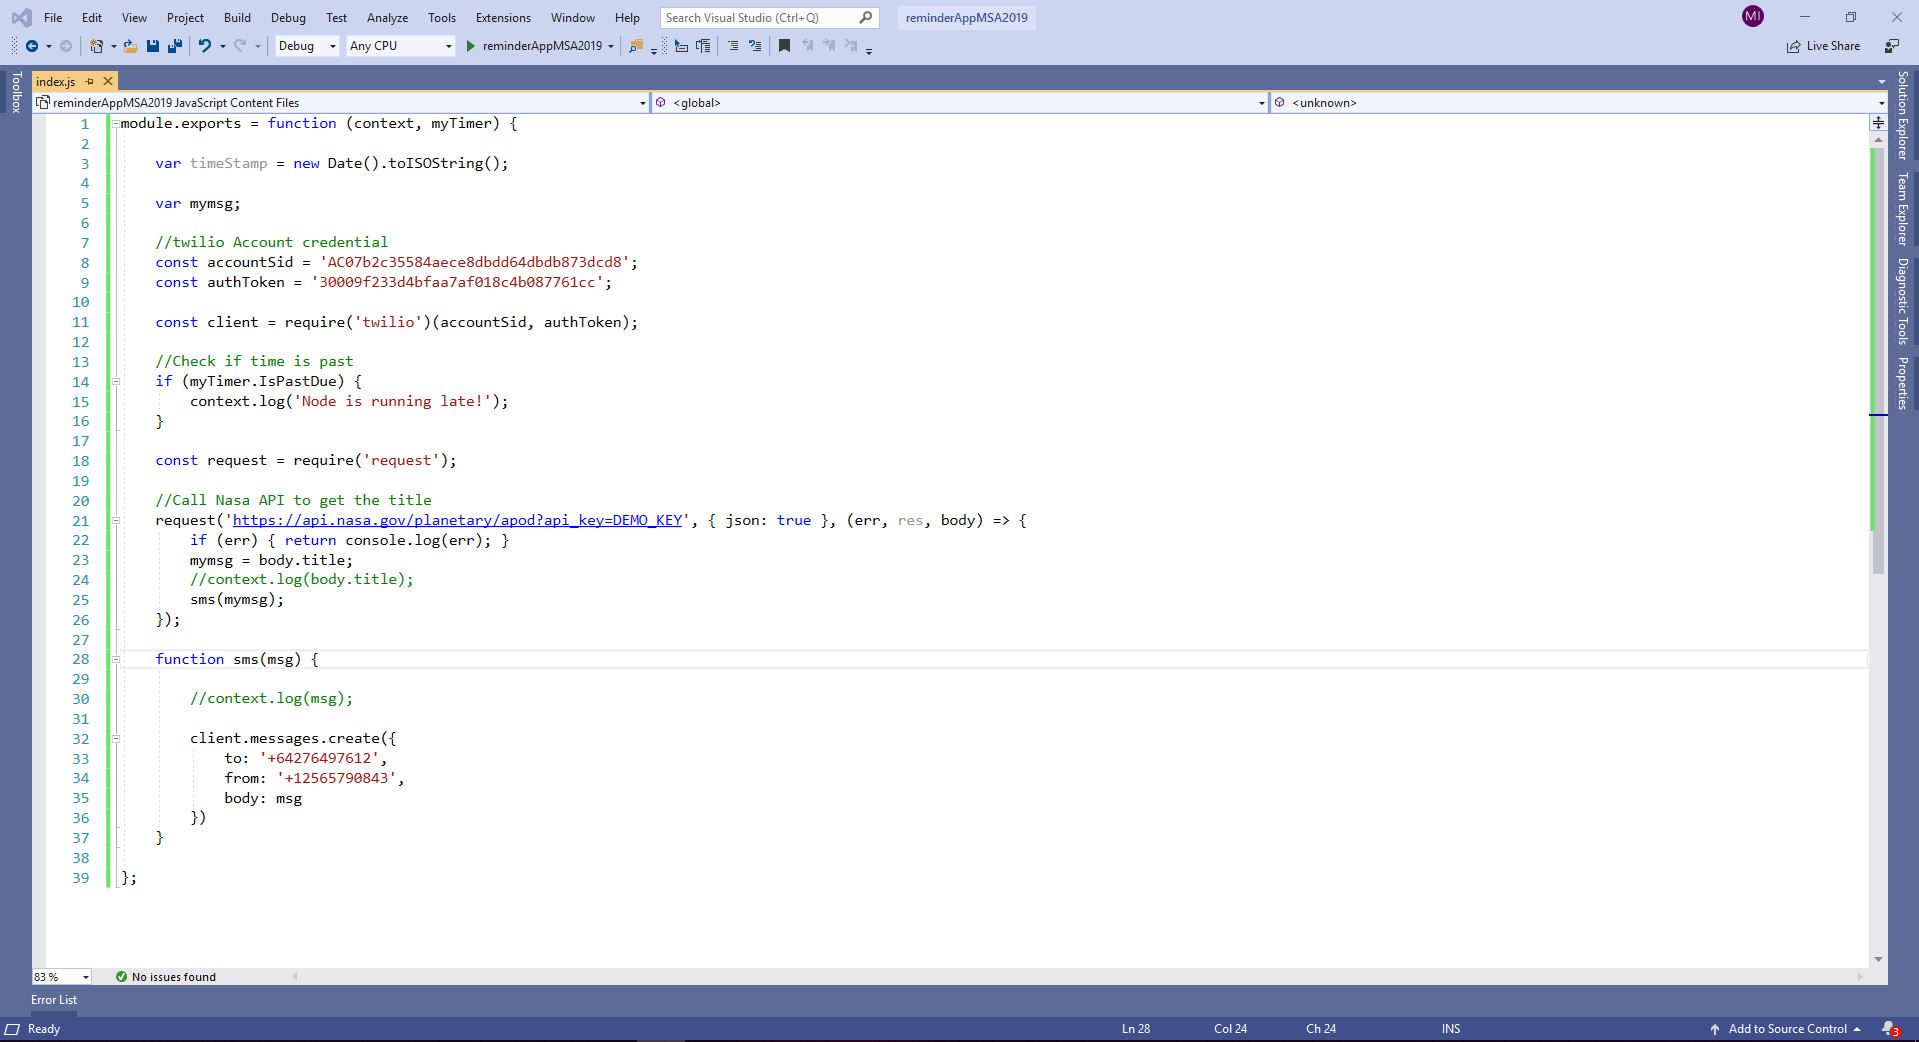 File Edit View Project Build Debug Test Analyze Tools Extensions Window Help Search Visual Studio (Ctrl+Q) reminderAppMSA2019 MI
Debug Any CPU reminderAppMSA2019 Live Share
Toolbox
index.js
reminderAppMSA2019 JavaScript Content Files <global> <unknown>
1 module.exports = function (context, myTimer) {
2
3 var timeStamp = new Date().toISOString();
4
5 var mymsg;
6
7 //twilio Account credential
8 const accountSid = 'AC07b2c35584aece8dbdd64dbdb873dcd8';
9 const authToken = '30009f233d4bfaa7af018c4b087761cc';
10
11 const client = require('twilio')(accountSid, authToken);
12
13 //Check if time is past
14 if (myTimer.IsPastDue) {
15 context.log('Node is running late!');
16 }
17
18 const request = require('request');
19
20 //Call Nasa API to get the title
21 request('https://api.nasa.gov/planetary/apod?api_key=DEMO_KEY', { json: true }, (err, res, body) => {
22 if (err) { return console.log(err); }
23 mymsg = body.title;
24 //context.log(body.title);
25 sms(mymsg);
26 });
27
28 function sms(msg) {
29
30 //context.log(msg);
31
32 client.messages.create({
33 to: '+64276497612',
34 from: '+12565790843',
35 body: msg
36 })
37 }
38
39 };
Solution Explorer
Team Explorer
Diagnostic Tools
Properties
83 % No issues found
Error List
Ready Ln 28 Col 24 Ch 24 INS Add to Source Control 3